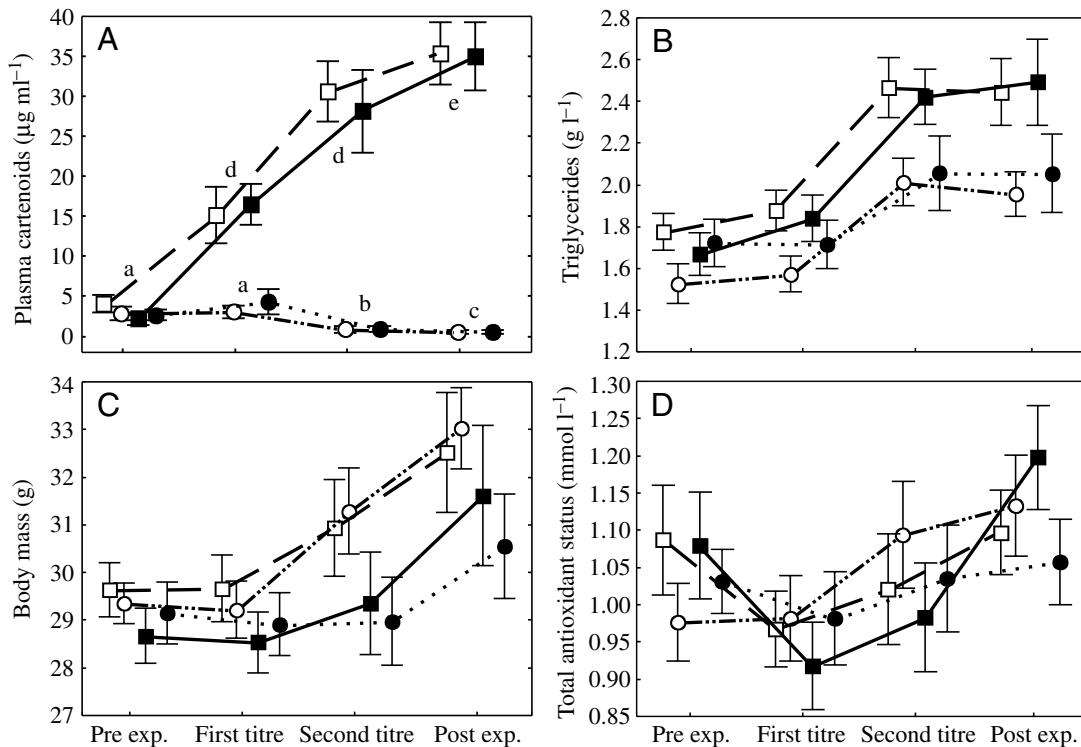 A
Plasma cartenoids (µg ml⁻¹)
40
35
30
25
20
15
10
5
0
a
d
d
e
a
b
c
B
Triglycerides (g l⁻¹)
2.8
2.6
2.4
2.2
2.0
1.8
1.6
1.4
1.2
C
Body mass (g)
34
33
32
31
30
29
28
27
Pre exp. First titre Second titre Post exp.
D
Total antioxidant status (mmol l⁻¹)
1.30
1.25
1.20
1.15
1.10
1.05
1.00
0.95
0.90
0.85
Pre exp. First titre Second titre Post exp.